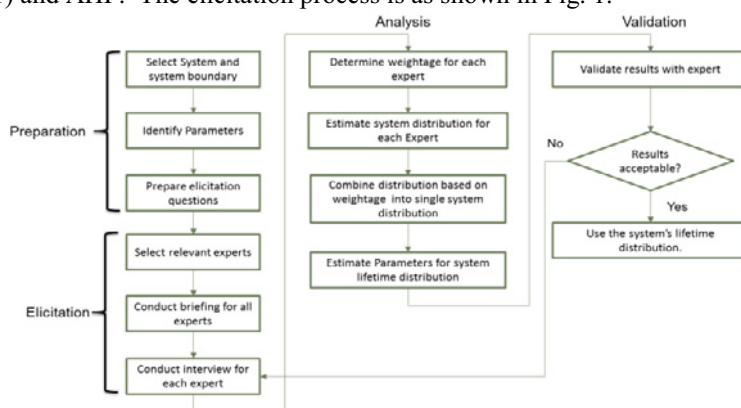 and AHP. The elicitation process is as shown in Fig. 1.
Analysis
Validation
Preparation
Select System and
system boundary
Identify Parameters
Prepare elicitation
questions
Elicitation
Select relevant experts
Conduct briefing for all
experts
Conduct interview for
each expert
Determine weightage for each
expert
Estimate system distribution for
each Expert
Combine distribution based on
weightage into single system
distribution
Estimate Parameters for system
lifetime distribution
Validate results with expert
Results
acceptable?
No
Yes
Use the system's lifetime
distribution.